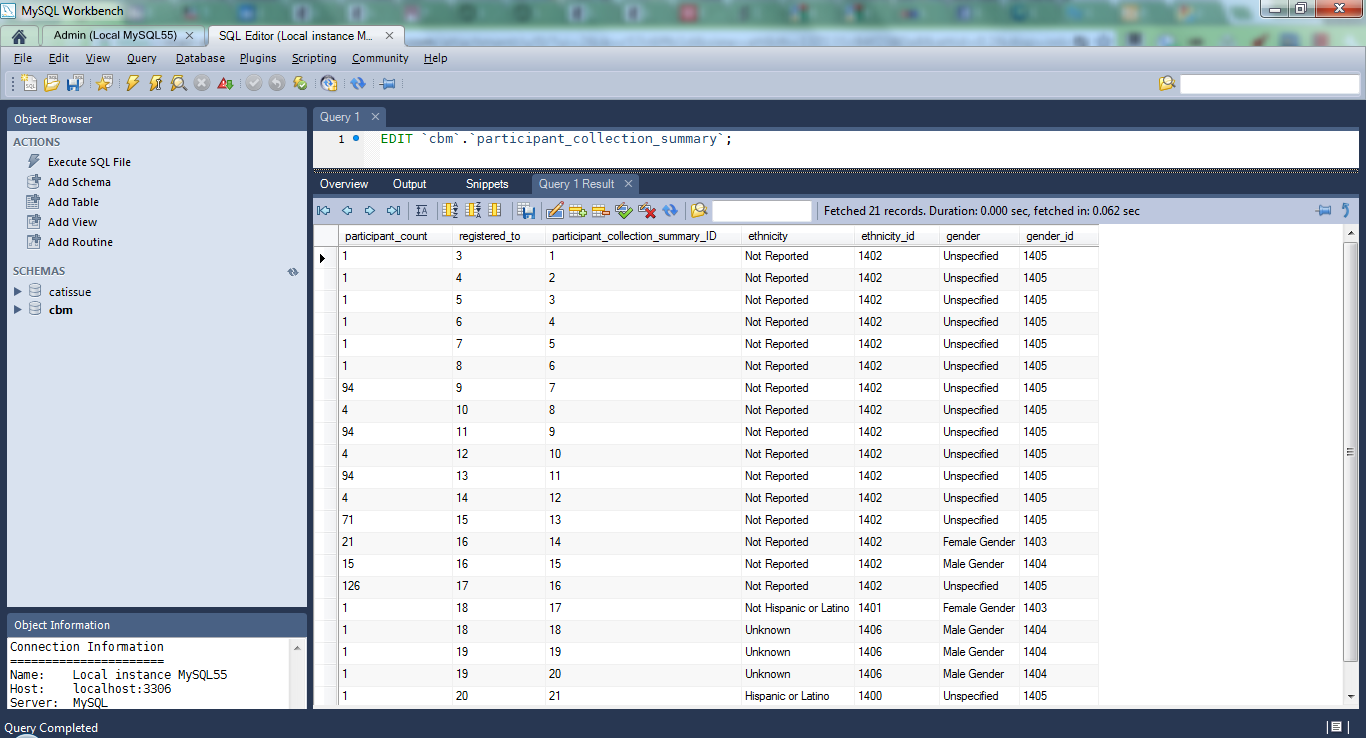 MySQL Workbench
Admin (Local MySQL55) SQL Editor (Local instance M...
File Edit View Query Database Plugins Scripting Community Help
Object Browser
ACTIONS
Execute SQL File
Add Schema
Add Table
Add View
Add Routine
SCHEMAS
catissue
cbm
Object Information
Connection Information
======================
Name: Local instance MySQL55
Host: localhost:3306
Server: MySQL
Query 1
1 EDIT `cbm`.`participant_collection_summary`;
Overview Output Snippets Query 1 Result
Fetched 21 records. Duration: 0.000 sec, fetched in: 0.062 sec
participant_count registered_to participant_collection_summary_ID ethnicity ethnicity_id gender gender_id
1 3 1 Not Reported 1402 Unspecified 1405
1 4 2 Not Reported 1402 Unspecified 1405
1 5 3 Not Reported 1402 Unspecified 1405
1 6 4 Not Reported 1402 Unspecified 1405
1 7 5 Not Reported 1402 Unspecified 1405
1 8 6 Not Reported 1402 Unspecified 1405
94 9 7 Not Reported 1402 Unspecified 1405
4 10 8 Not Reported 1402 Unspecified 1405
94 11 9 Not Reported 1402 Unspecified 1405
4 12 10 Not Reported 1402 Unspecified 1405
94 13 11 Not Reported 1402 Unspecified 1405
4 14 12 Not Reported 1402 Unspecified 1405
71 15 13 Not Reported 1402 Unspecified 1405
21 16 14 Not Reported 1402 Female Gender 1403
15 16 15 Not Reported 1402 Male Gender 1404
126 17 16 Not Reported 1402 Unspecified 1405
1 18 17 Not Hispanic or Latino 1401 Female Gender 1403
1 18 18 Unknown 1406 Male Gender 1404
1 19 19 Unknown 1406 Male Gender 1404
1 19 20 Unknown 1406 Male Gender 1404
1 20 21 Hispanic or Latino 1400 Unspecified 1405
Query Completed